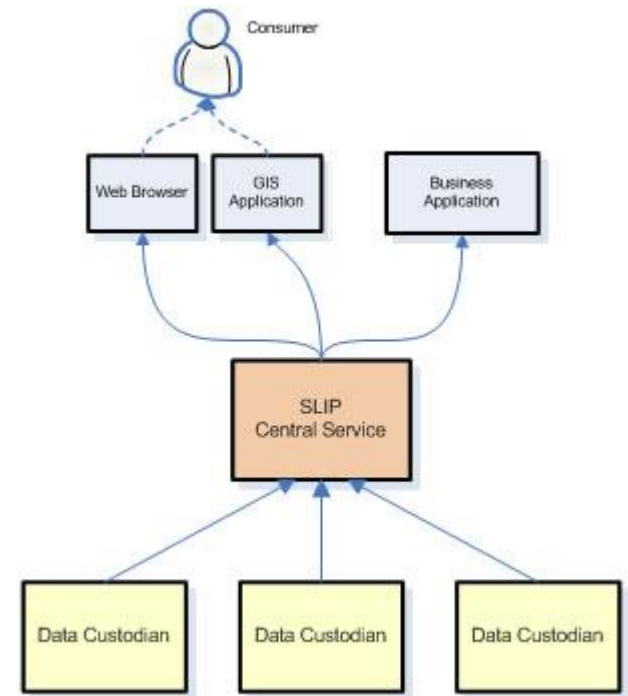 Consumer
Web Browser
GIS
Application
Business
Application
SLIP
Central Service
Data Custodian
Data Custodian
Data Custodian